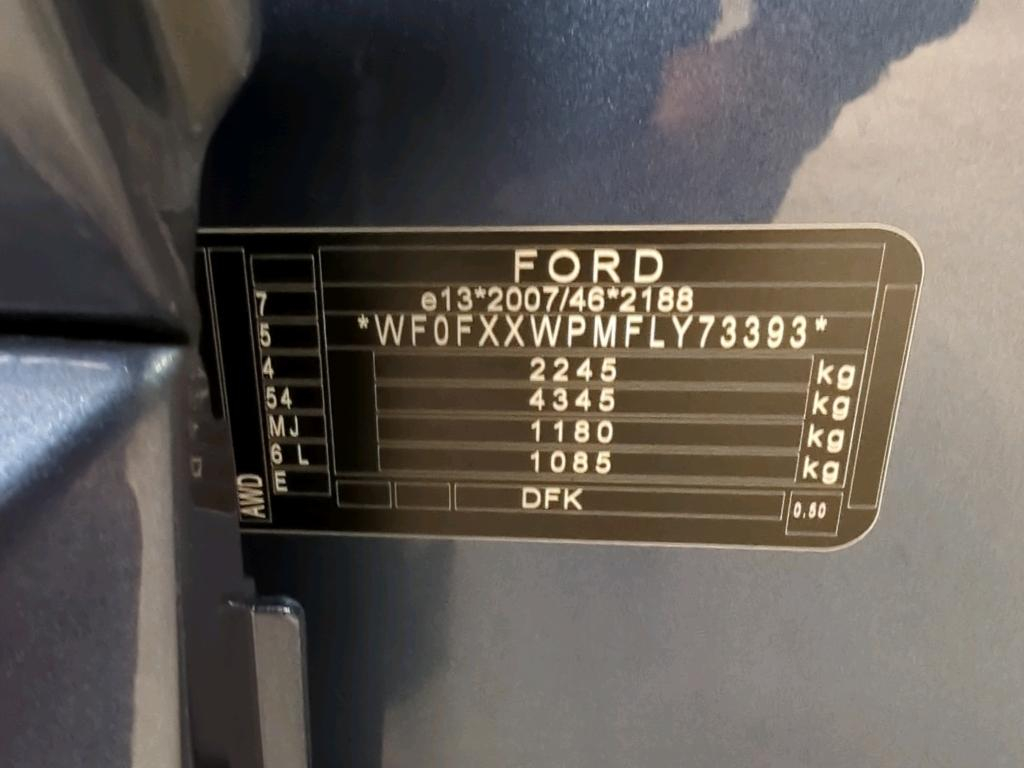 FORD
e13*2007/46*2188
*WF0FXXWPMFLY73393*
2245 kg
4345 kg
1180 kg
1085 kg
DFK
0,50
7
5
4
54
MJ
6 L
E
AWD